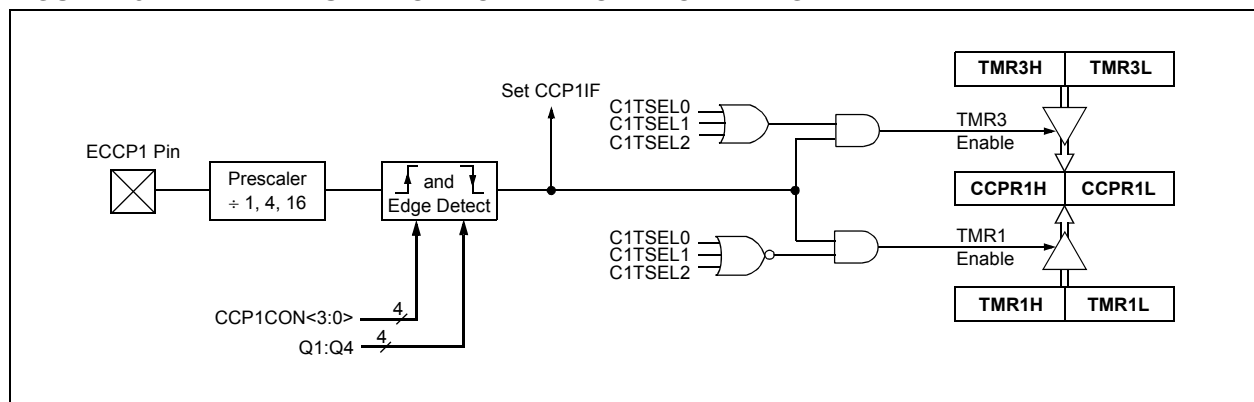 TMR3H TMR3L
Set CCP1IF
C1TSEL0
C1TSEL1
C1TSEL2
TMR3
Enable
ECCP1 Pin
Prescaler
÷ 1, 4, 16
and
Edge Detect
CCPR1H CCPR1L
C1TSEL0
C1TSEL1
C1TSEL2
TMR1
Enable
TMR1H TMR1L
CCP1CON<3:0>
4
Q1:Q4
4